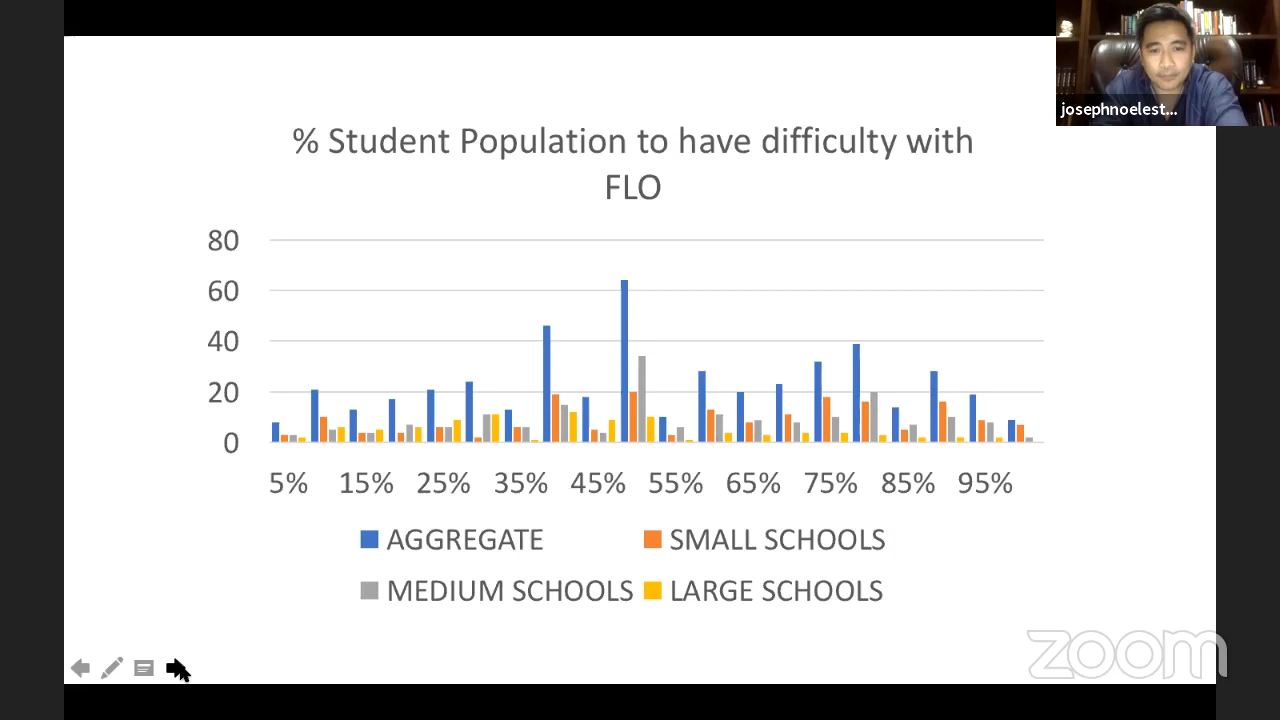 josephnoelest...
% Student Population to have difficulty with
FLO
80
60
40
20
0
5% 15% 25% 35% 45% 55% 65% 75% 85% 95%
AGGREGATE SMALL SCHOOLS
MEDIUM SCHOOLS LARGE SCHOOLS
zoom